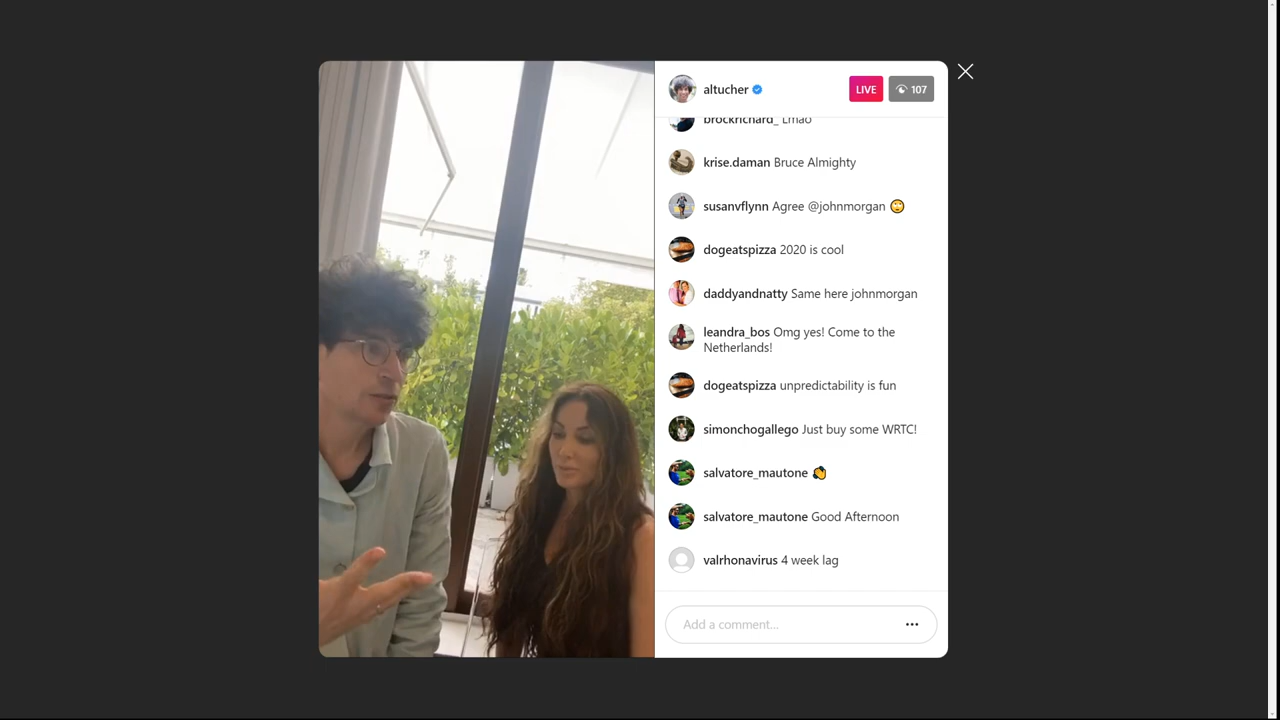 altucher
LIVE
107
brockrichard_ Lmao
krise.daman Bruce Almighty
susanvflynn Agree @johnmorgan 🙄
dogeatspizza 2020 is cool
daddyandnatty Same here johnmorgan
leandra_bos Omg yes! Come to the
Netherlands!
dogeatspizza unpredictability is fun
simonchogallego Just buy some WRTC!
salvatore_mautone 👏
salvatore_mautone Good Afternoon
valrhonavirus 4 week lag
Add a comment...